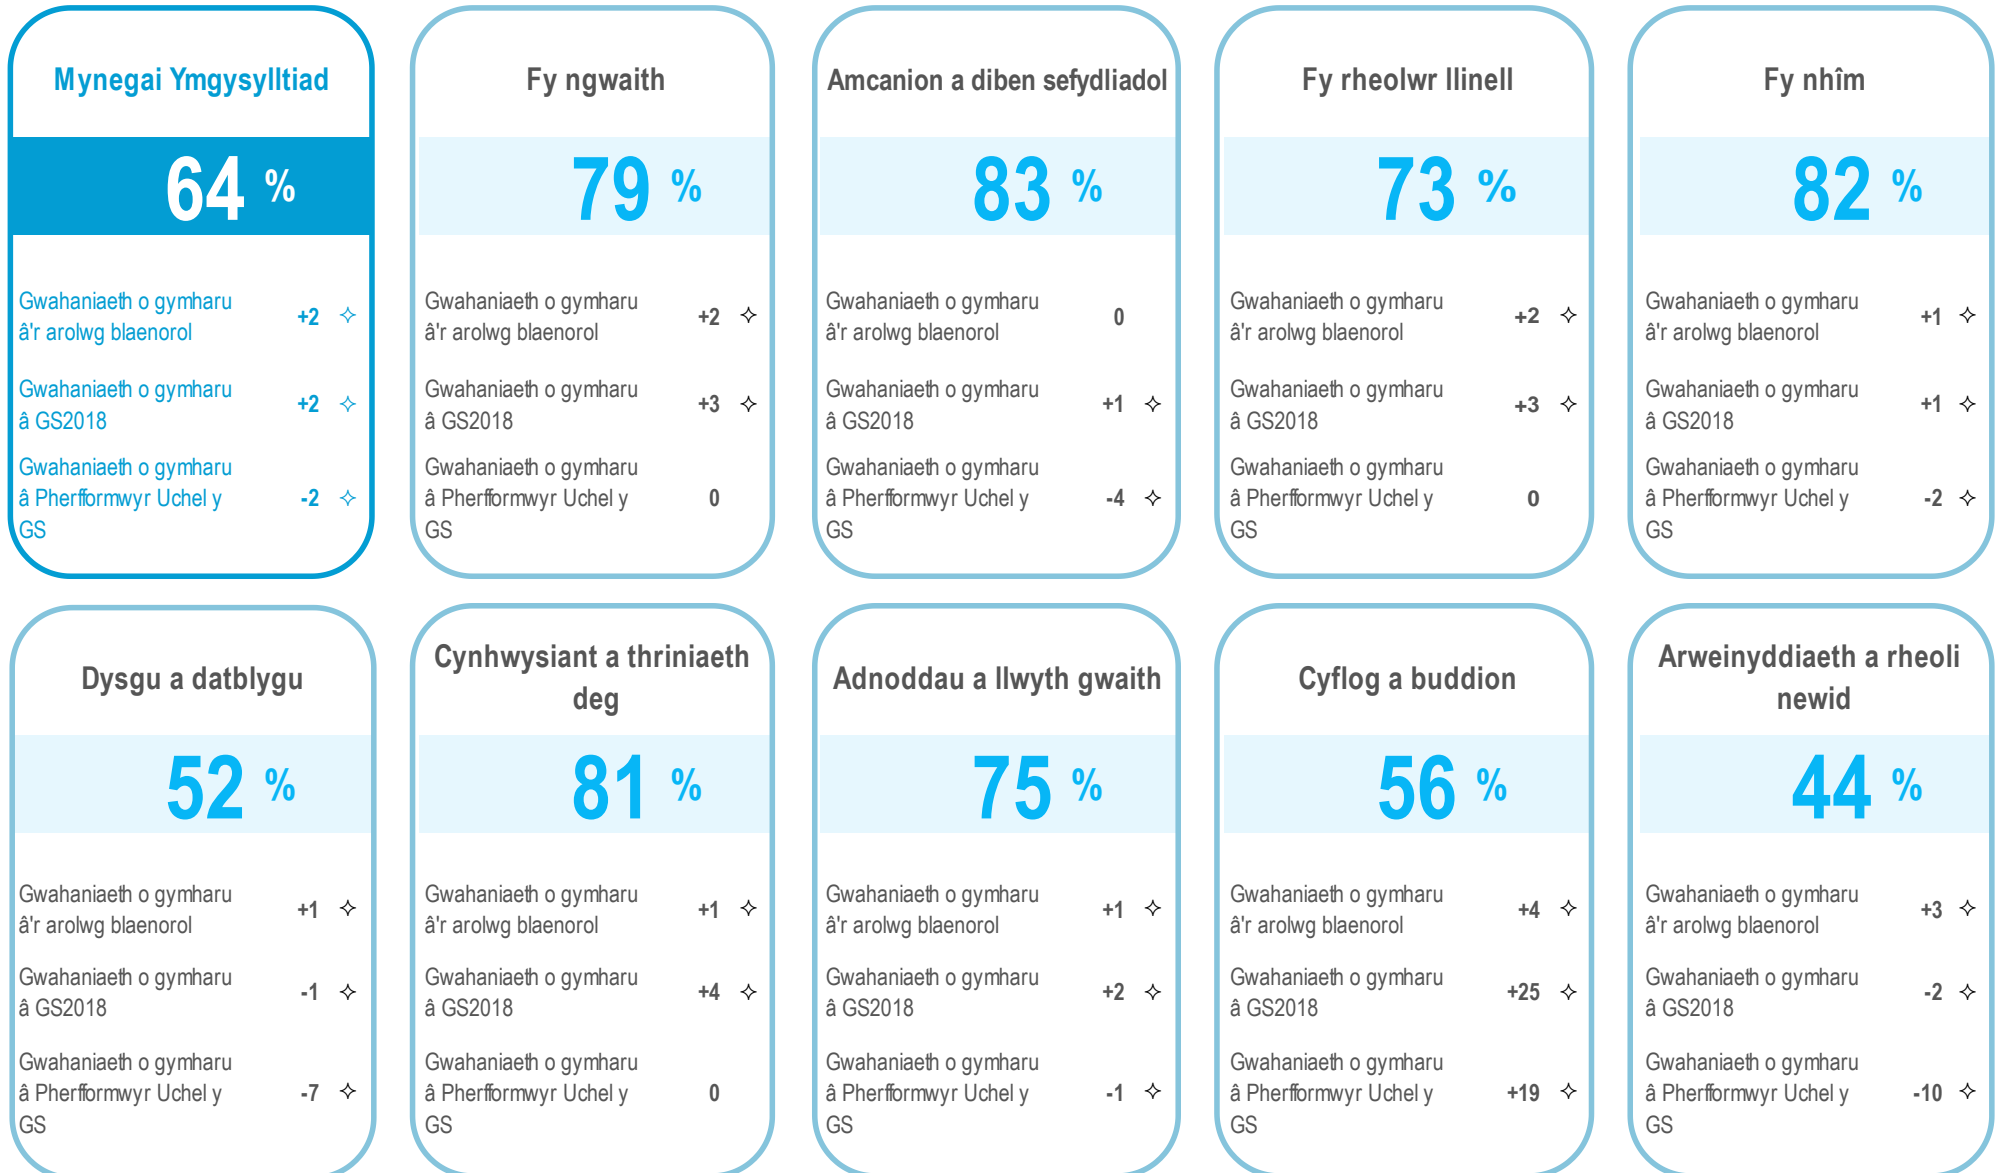 Mynegai Ymgysylltiad
64 %
Gwahaniaeth o gymharu
â'r arolwg blaenorol
+2 ✧
Gwahaniaeth o gymharu
â GS2018
+2 ✧
Gwahaniaeth o gymharu
â Pherfformwyr Uchel y
GS
-2 ✧
Fy ngwaith
79 %
Gwahaniaeth o gymharu
â'r arolwg blaenorol
+2 ✧
Gwahaniaeth o gymharu
â GS2018
+3 ✧
Gwahaniaeth o gymharu
â Pherfformwyr Uchel y
GS
0
Amcanion a diben sefydliadol
83 %
Gwahaniaeth o gymharu
â'r arolwg blaenorol
0
Gwahaniaeth o gymharu
â GS2018
+1 ✧
Gwahaniaeth o gymharu
â Pherfformwyr Uchel y
GS
-4 ✧
Fy rheolwr llinell
73 %
Gwahaniaeth o gymharu
â'r arolwg blaenorol
+2 ✧
Gwahaniaeth o gymharu
â GS2018
+3 ✧
Gwahaniaeth o gymharu
â Pherfformwyr Uchel y
GS
0
Fy nhîm
82 %
Gwahaniaeth o gymharu
â'r arolwg blaenorol
+1 ✧
Gwahaniaeth o gymharu
â GS2018
+1 ✧
Gwahaniaeth o gymharu
â Pherfformwyr Uchel y
GS
-2 ✧
Dysgu a datblygu
52 %
Gwahaniaeth o gymharu
â'r arolwg blaenorol
+1 ✧
Gwahaniaeth o gymharu
â GS2018
-1 ✧
Gwahaniaeth o gymharu
â Pherfformwyr Uchel y
GS
-7 ✧
Cynhwysiant a thriniaeth
deg
81 %
Gwahaniaeth o gymharu
â'r arolwg blaenorol
+1 ✧
Gwahaniaeth o gymharu
â GS2018
+4 ✧
Gwahaniaeth o gymharu
â Pherfformwyr Uchel y
GS
0
Adnoddau a llwyth gwaith
75 %
Gwahaniaeth o gymharu
â'r arolwg blaenorol
+1 ✧
Gwahaniaeth o gymharu
â GS2018
+2 ✧
Gwahaniaeth o gymharu
â Pherfformwyr Uchel y
GS
-1 ✧
Cyflog a buddion
56 %
Gwahaniaeth o gymharu
â'r arolwg blaenorol
+4 ✧
Gwahaniaeth o gymharu
â GS2018
+25 ✧
Gwahaniaeth o gymharu
â Pherfformwyr Uchel y
GS
+19 ✧
Arweinyddiaeth a rheoli
newid
44 %
Gwahaniaeth o gymharu
â'r arolwg blaenorol
+3 ✧
Gwahaniaeth o gymharu
â GS2018
-2 ✧
Gwahaniaeth o gymharu
â Pherfformwyr Uchel y
GS
-10 ✧